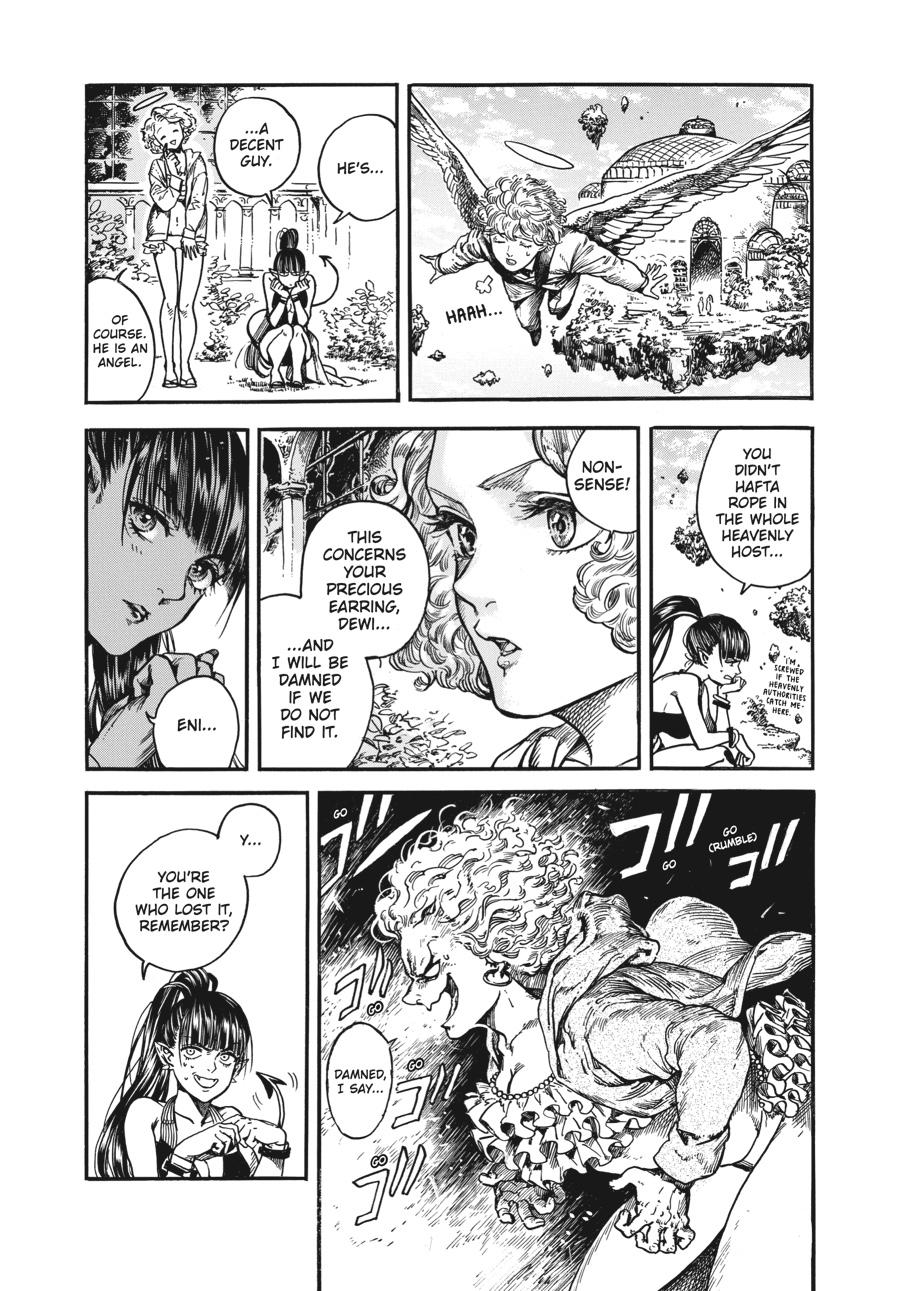 HAAH...
HE'S...
...A
DECENT
GUY.
OF
COURSE.
HE IS AN
ANGEL.
YOU
DIDN'T
HAFTA
ROPE IN
THE WHOLE
HEAVENLY
HOST...
I'M
SCREWED
IF THE
HEAVENLY
AUTHORITIES
CATCH ME
HERE.
NON-
SENSE!
THIS
CONCERNS
YOUR
PRECIOUS
EARRING,
DEWI...
...AND
I WILL BE
DAMNED
IF WE
DO NOT
FIND IT.
ENI...
ゴ
GO
(RUMBLE)
ゴ
GO
ゴ
GO
ゴ
GO
ゴ
GO
ゴ
GO
DAMNED,
I SAY...
Y...
YOU'RE
THE ONE
WHO LOST IT,
REMEMBER?